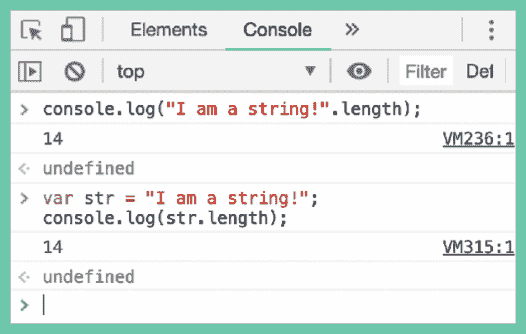 Elements Console »
top ▼ Filter Def
> console.log("I am a string!".length);
14 VM236:1
<· undefined
> var str = "I am a string!";
console.log(str.length);
14 VM315:1
<· undefined
>